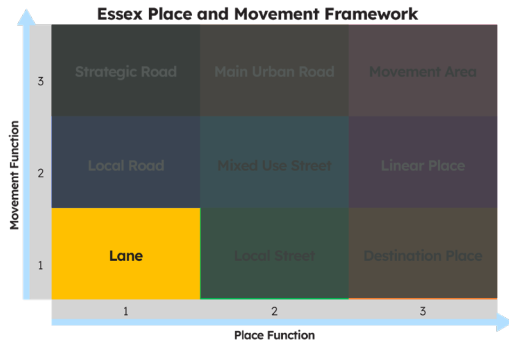 Essex Place and Movement Framework
Movement Function
3
Strategic Road
Main Urban Road
Movement Area
2
Local Road
Mixed Use Street
Linear Place
1
Lane
Local Street
Destination Place
1
2
3
Place Function